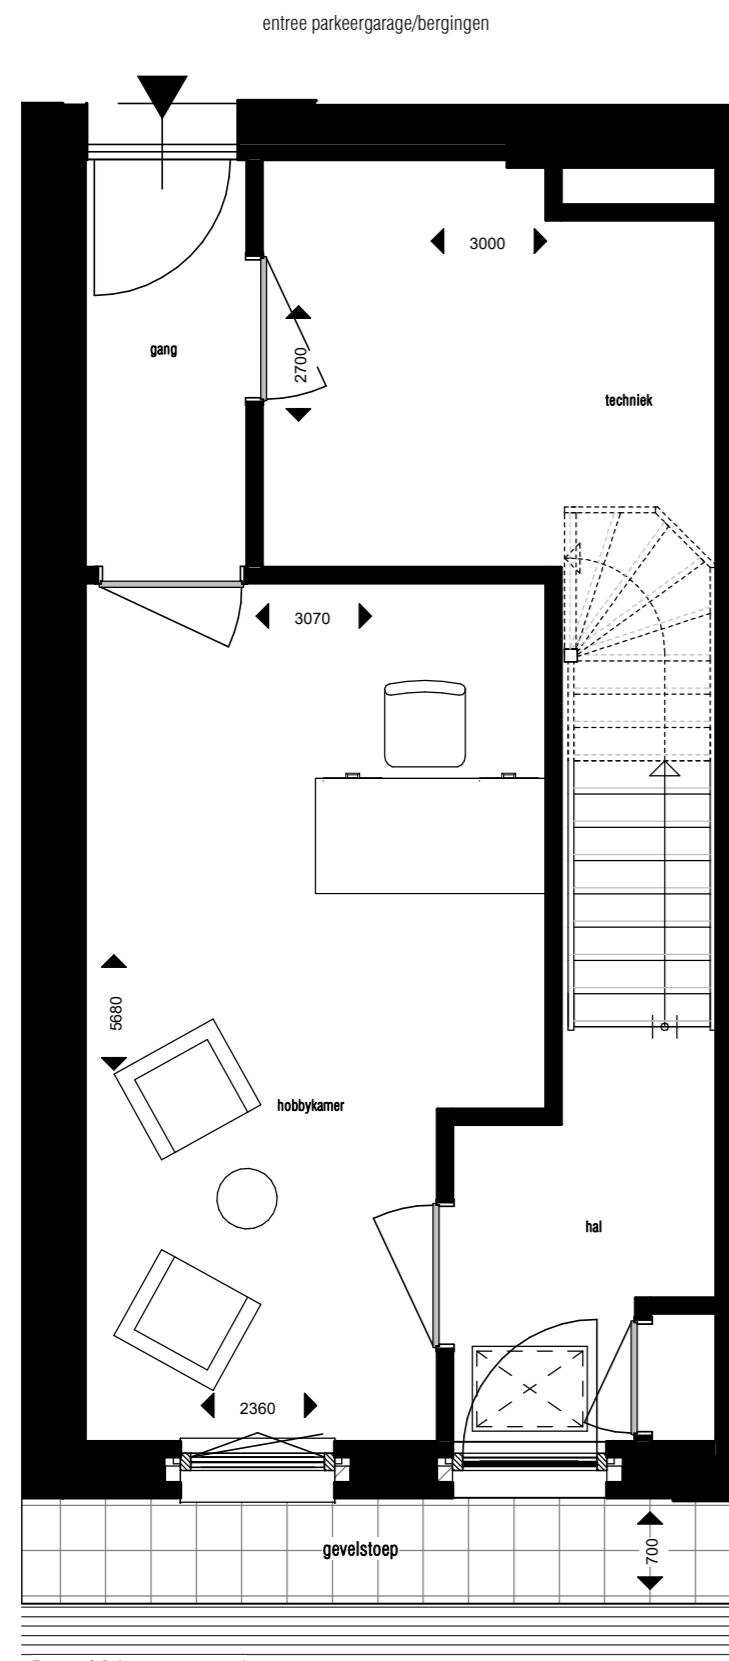 entree parkeergarage/bergingen
3000
gang
2700
techniek
3070
5680
hobbykamer
hal
2360
gevelstoep
700